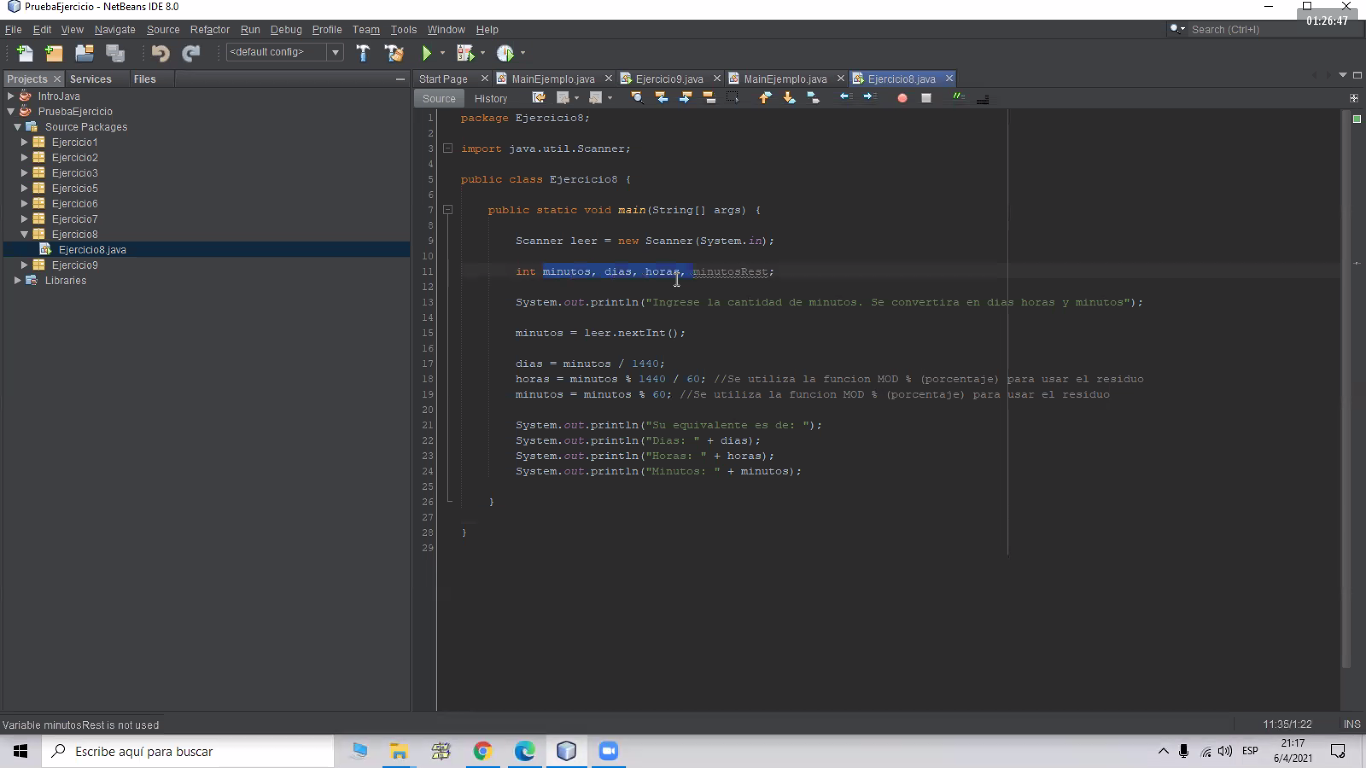 PruebaEjercicio - NetBeans IDE 8.0
01:26:47
File Edit View Navigate Source Refactor Run Debug Profile Team Tools Window Help
Search (Ctrl+I)
<default config>
Projects Services Files
Start Page MainEjemplo.java Ejercicio9.java MainEjemplo.java Ejercicio8.java
Source History
IntroJava
PruebaEjercicio
Source Packages
Ejercicio1
Ejercicio2
Ejercicio3
Ejercicio5
Ejercicio6
Ejercicio7
Ejercicio8
Ejercicio8.java
Ejercicio9
Libraries
1 package Ejercicio8;
2
3 import java.util.Scanner;
4
5 public class Ejercicio8 {
6
7 public static void main(String[] args) {
8
9 Scanner leer = new Scanner(System.in);
10
11 int minutos, dias, horas, minutosRest;
12
13 System.out.println("Ingrese la cantidad de minutos. Se convertira en dias horas y minutos");
14
15 minutos = leer.nextInt();
16
17 dias = minutos / 1440;
18 horas = minutos % 1440 / 60; //Se utiliza la funcion MOD % (porcentaje) para usar el residuo
19 minutos = minutos % 60; //Se utiliza la funcion MOD % (porcentaje) para usar el residuo
20
21 System.out.println("Su equivalente es de: ");
22 System.out.println("Dias: " + dias);
23 System.out.println("Horas: " + horas);
24 System.out.println("Minutos: " + minutos);
25
26 }
27
28 }
29
Variable minutosRest is not used
11:35/1:22 INS
Escribe aquí para buscar
ESP
21:17
6/4/2021